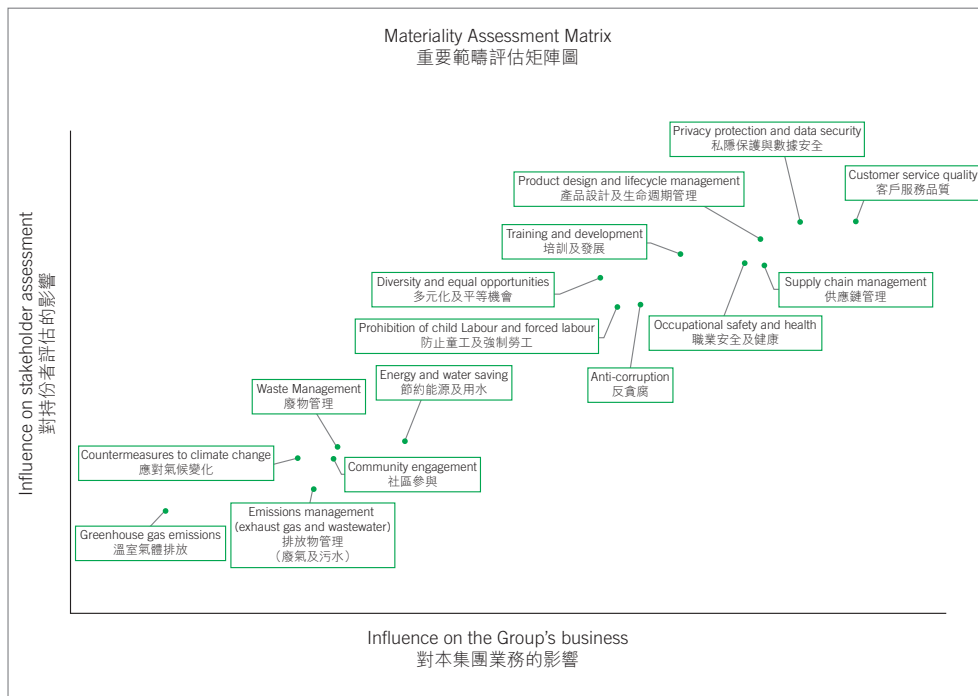 Materiality Assessment Matrix
重要範疇評估矩陣圖
Influence on stakeholder assessment
對持份者評估的影響
Privacy protection and data security
私隱保護與數據安全
Customer service quality
客戶服務品質
Product design and lifecycle management
產品設計及生命週期管理
Training and development
培訓及發展
Diversity and equal opportunities
多元化及平等機會
Supply chain management
供應鏈管理
Prohibition of child Labour and forced labour
防止童工及強制勞工
Occupational safety and health
職業安全及健康
Anti-corruption
反貪腐
Energy and water saving
節約能源及用水
Waste Management
廢物管理
Countermeasures to climate change
應對氣候變化
Community engagement
社區參與
Emissions management
(exhaust gas and wastewater)
排放物管理
（廢氣及污水）
Greenhouse gas emissions
溫室氣體排放
Influence on the Group's business
對本集團業務的影響